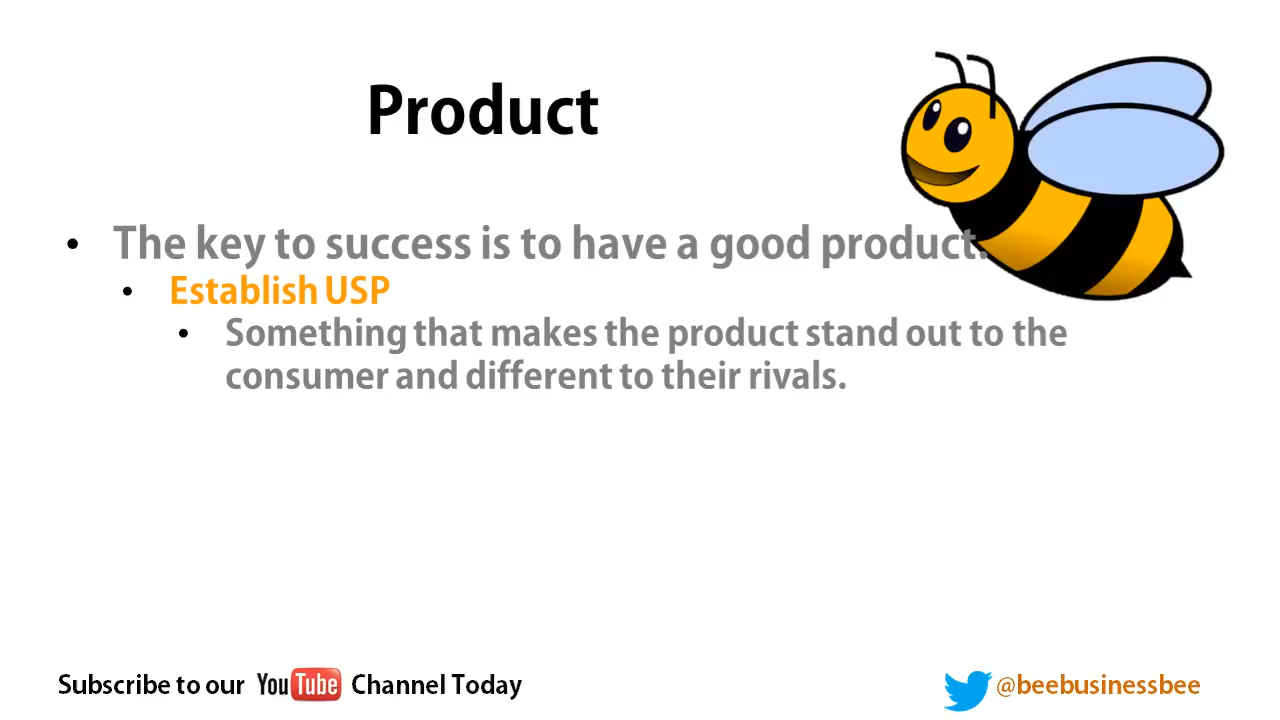 Product
• The key to success is to have a good product.
• Establish USP
• Something that makes the product stand out to the
consumer and different to their rivals.
Subscribe to our YouTube Channel Today
@beebusinessbee